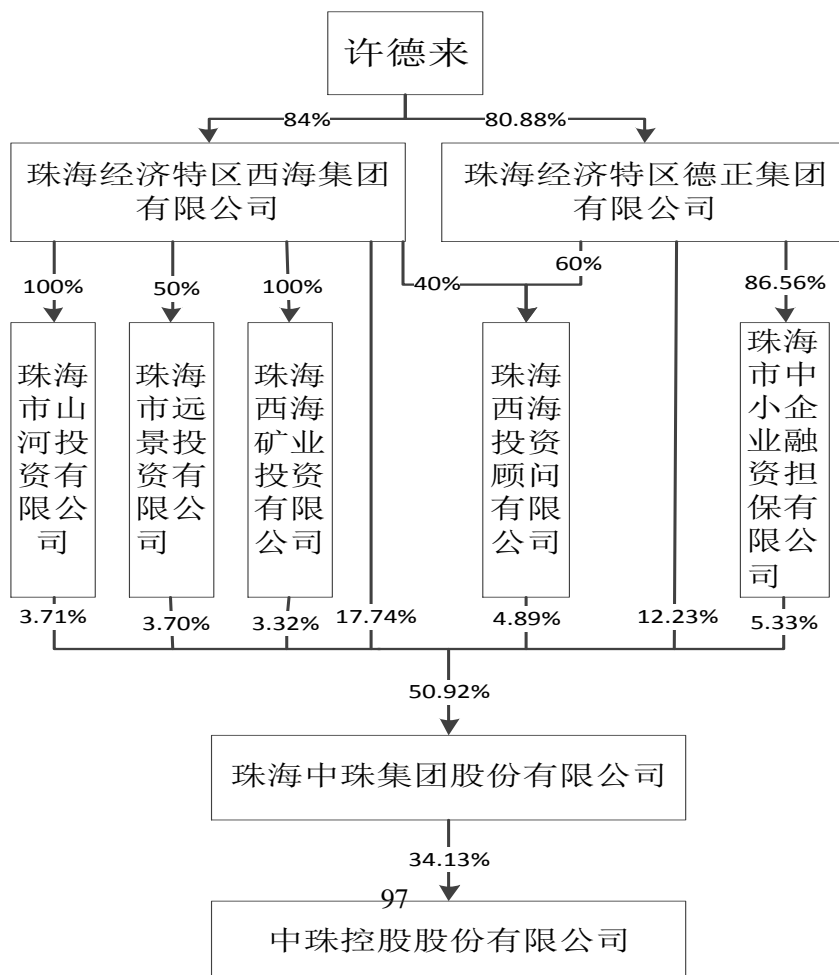 许德来
84%
80.88%
珠海经济特区西海集团
有限公司
珠海经济特区德正集团
有限公司
100%
50%
100%
40%
60%
86.56%
珠海
市山
河投
资有
限公
司
珠海
市远
景投
资有
限公
司
珠海
西海
矿业
投资
有限
公司
珠海
西海
投资
顾问
有限
公司
珠海
市中
小企
业融
资担
保有
限公
司
3.71%
3.70%
3.32%
17.74%
4.89%
12.23%
5.33%
50.92%
珠海中珠集团股份有限公司
34.13%
97
中珠控股股份有限公司